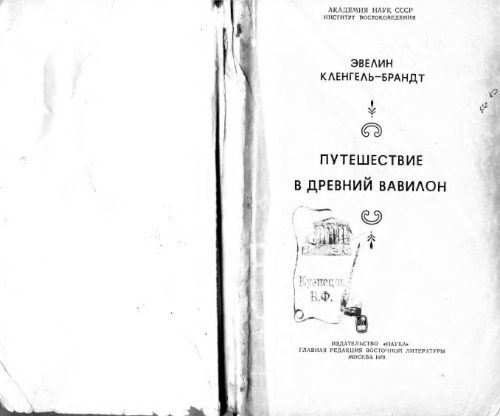 АКАДЕМИЯ НАУК СССР
ИНСТИТУТ ВОСТОКОВЕДЕНИЯ
ЭВЕЛИН
КЛЕНГЕЛЬ-БРАНДТ
ПУТЕШЕСТВИЕ
В ДРЕВНИЙ ВАВИЛОН
Кузнецов
В.Ф.
ИЗДАТЕЛЬСТВО «НАУКА»
ГЛАВНАЯ РЕДАКЦИЯ ВОСТОЧНОЙ ЛИТЕРАТУРЫ
МОСКВА 1979